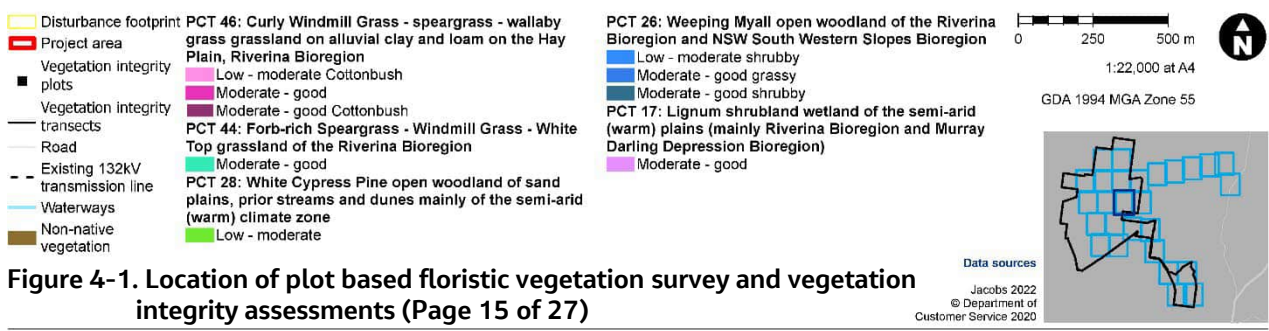 Disturbance footprint
Project area
Vegetation integrity
plots
Vegetation integrity
transects
Road
Existing 132kV
transmission line
Waterways
Non-native
vegetation
PCT 46: Curly Windmill Grass - speargrass - wallaby
grass grassland on alluvial clay and loam on the Hay
Plain, Riverina Bioregion
Low - moderate Cottonbush
Moderate - good
Moderate - good Cottonbush
PCT 44: Forb-rich Speargrass - Windmill Grass - White
Top grassland of the Riverina Bioregion
Moderate - good
PCT 28: White Cypress Pine open woodland of sand
plains, prior streams and dunes mainly of the semi-arid
(warm) climate zone
Low - moderate
PCT 26: Weeping Myall open woodland of the Riverina
Bioregion and NSW South Western Slopes Bioregion
Low - moderate shrubby
Moderate - good grassy
Moderate - good shrubby
PCT 17: Lignum shrubland wetland of the semi-arid
(warm) plains (mainly Riverina Bioregion and Murray
Darling Depression Bioregion)
Moderate - good
0 250 500 m
N
1:22,000 at A4
GDA 1994 MGA Zone 55
Data sources
Jacobs 2022
© Department of
Customer Service 2020
Figure 4-1. Location of plot based floristic vegetation survey and vegetation
integrity assessments (Page 15 of 27)